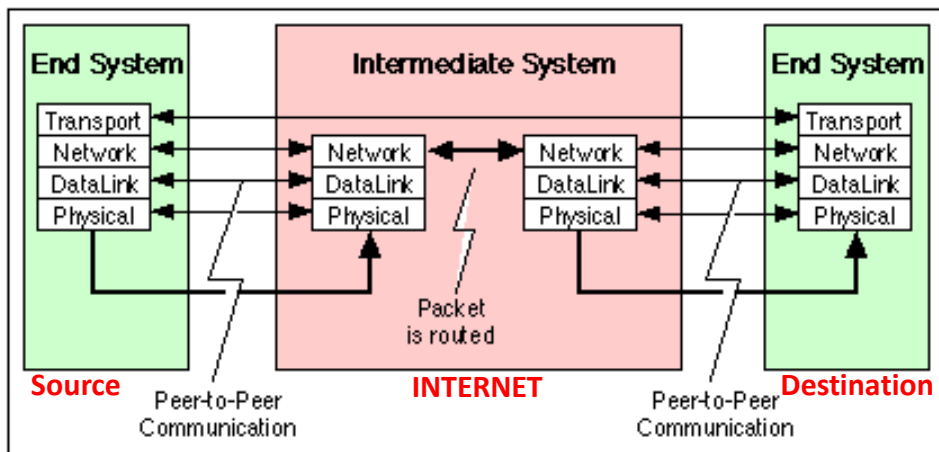 End System
Intermediate System
End System
Transport
Network
DataLink
Physical
Network
DataLink
Physical
Network
DataLink
Physical
Transport
Network
DataLink
Physical
Packet
is routed
Source
INTERNET
Destination
Peer-to-Peer
Communication
Peer-to-Peer
Communication